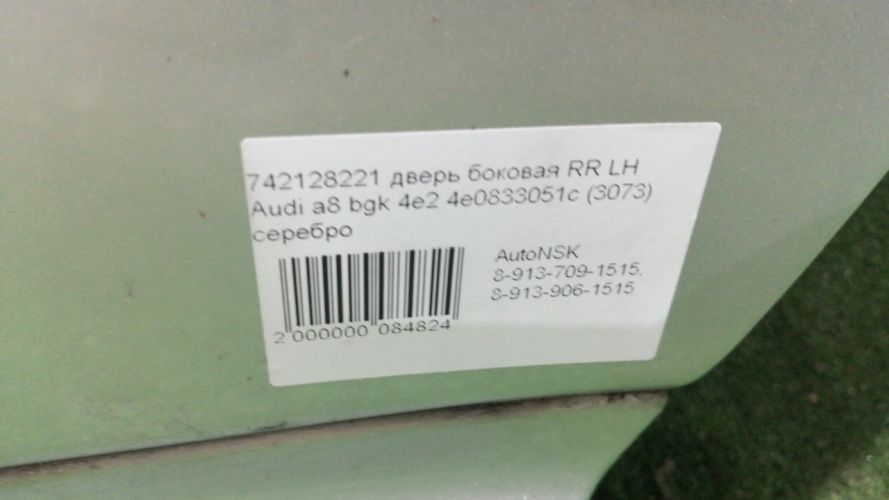 742128221 дверь боковая RR LH
Audi a8 bgk 4e2 4e0833051c (3073)
серебро
AutoNSK
8-913-709-1515,
8-913-906-1515
2 000000 084824